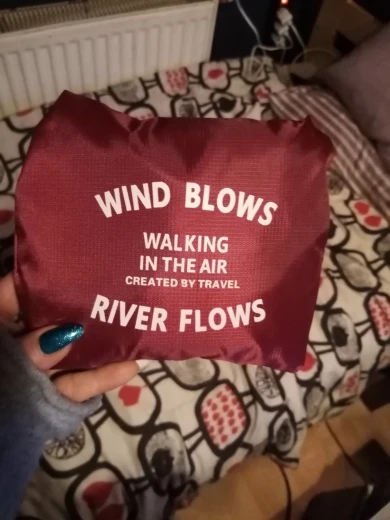 WIND BLOWS
WALKING
IN THE AIR
CREATED BY TRAVEL
RIVER FLOWS